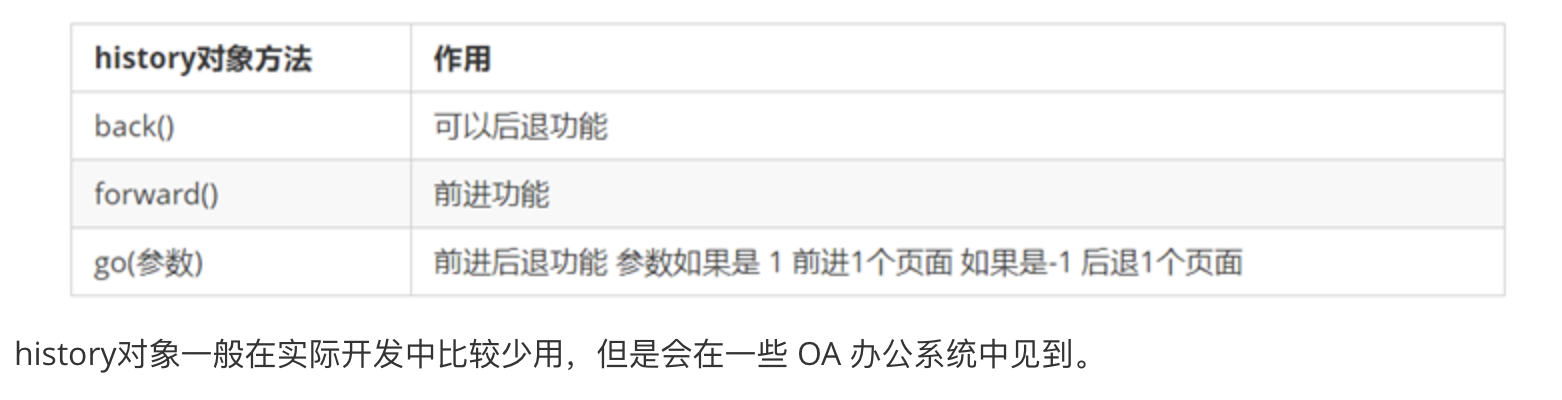 history对象方法 作用
back() 可以后退功能
forward() 前进功能
go(参数) 前进后退功能 参数如果是 1 前进1个页面 如果是-1 后退1个页面
history对象一般在实际开发中比较少用，但是会在一些 OA 办公系统中见到。